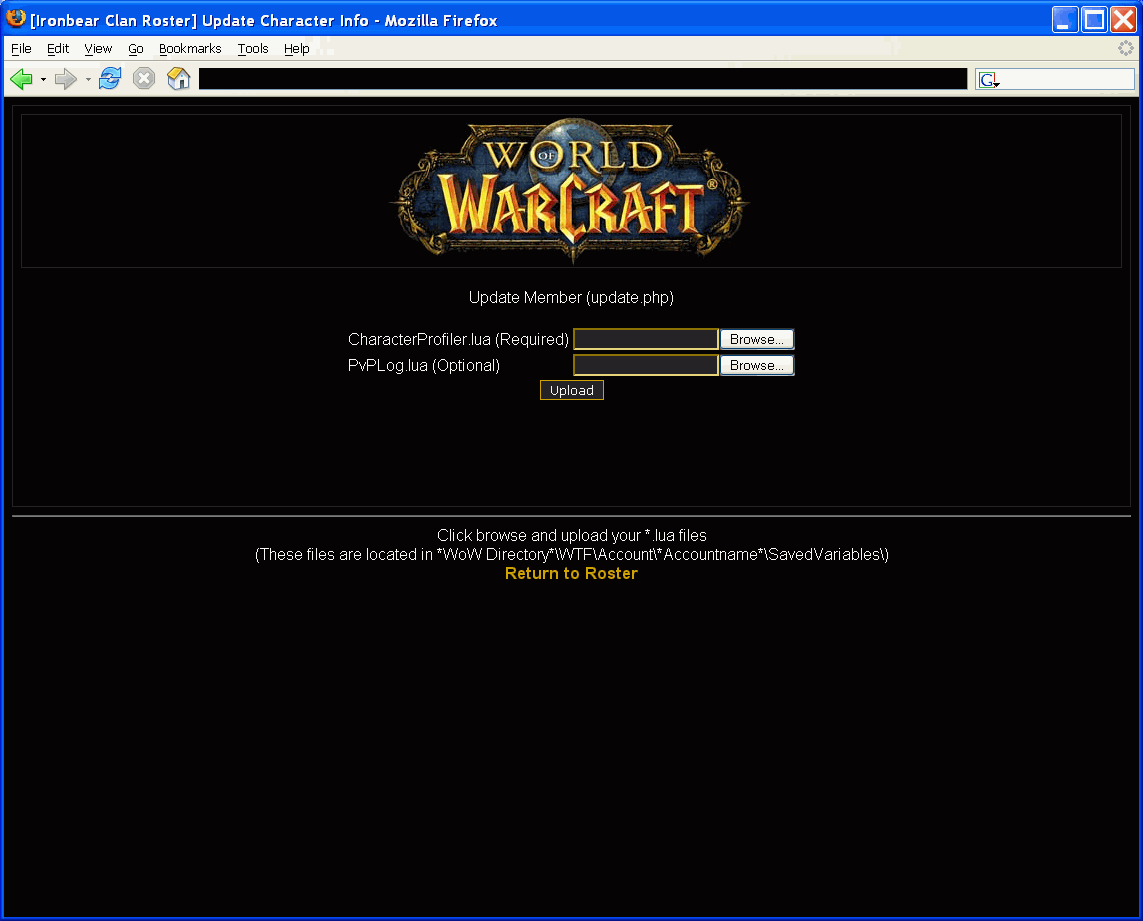 [Ironbear Clan Roster] Update Character Info - Mozilla Firefox
File Edit View Go Bookmarks Tools Help
G
WORLD
OF
WARCRAFT®
Update Member (update.php)
CharacterProfiler.lua (Required) Browse...
PvPLog.lua (Optional) Browse...
Upload
Click browse and upload your *.lua files
(These files are located in *WoW Directory*\WTF\Account\*Accountname*\SavedVariables\)
Return to Roster